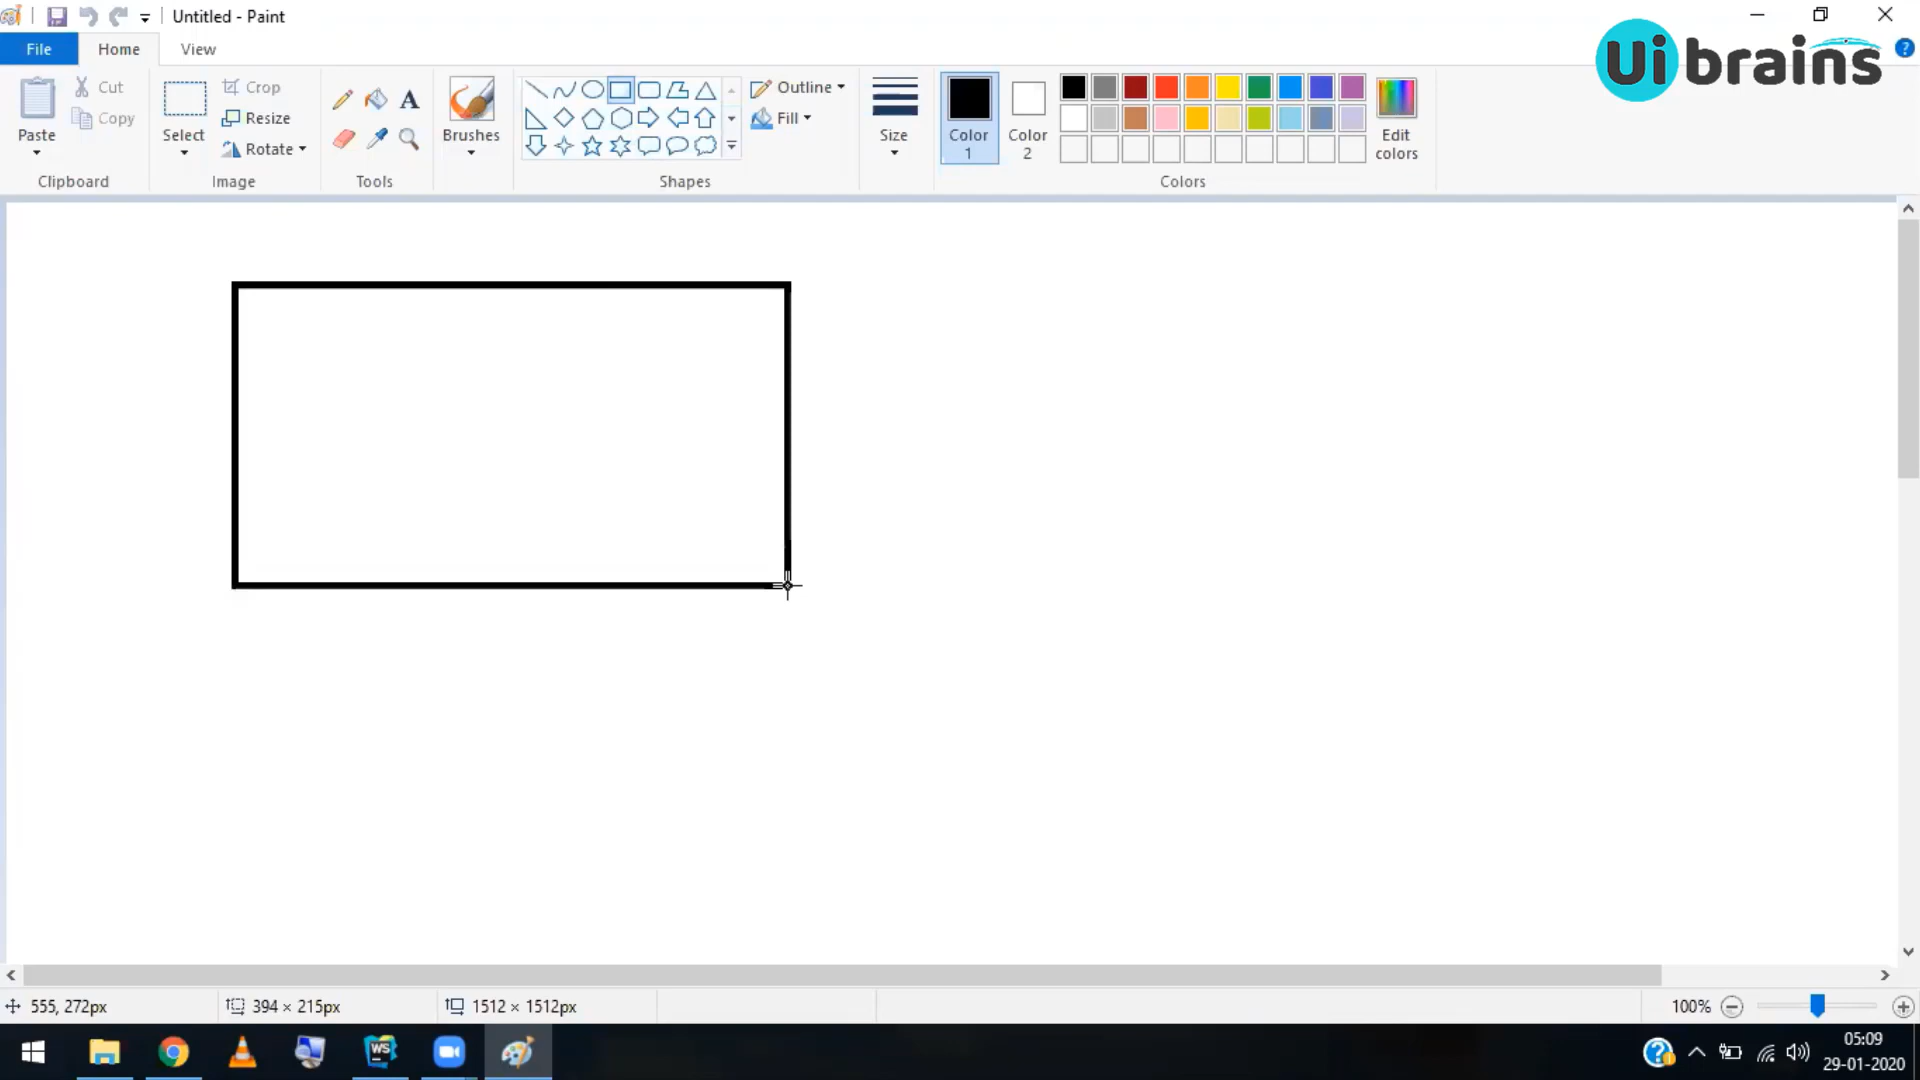 Untitled - Paint
File
Home
View
Ui brains
?
Paste
Cut
Copy
Clipboard
Select
Crop
Resize
Rotate
Image
A
Tools
Brushes
Shapes
Outline
Fill
Size
Color 1
Color 2
Edit colors
Colors
555, 272px
394 × 215px
1512 × 1512px
100%
WS
?
05:09
29-01-2020